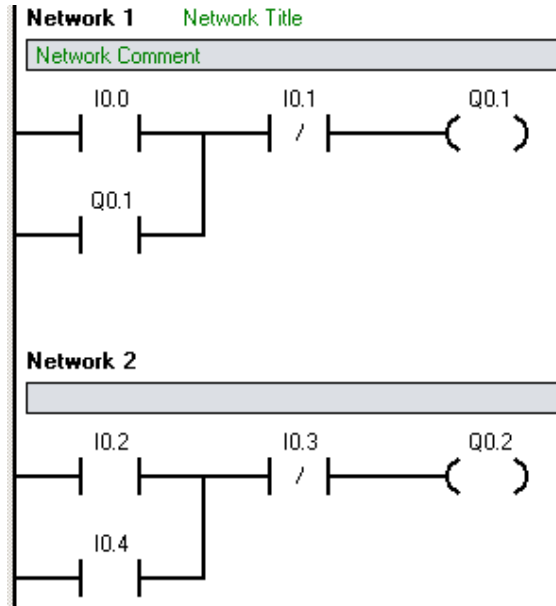 Network 1 Network Title
Network Comment
I0.0 I0.1 Q0.1
/
Q0.1
Network 2
I0.2 I0.3 Q0.2
/
I0.4